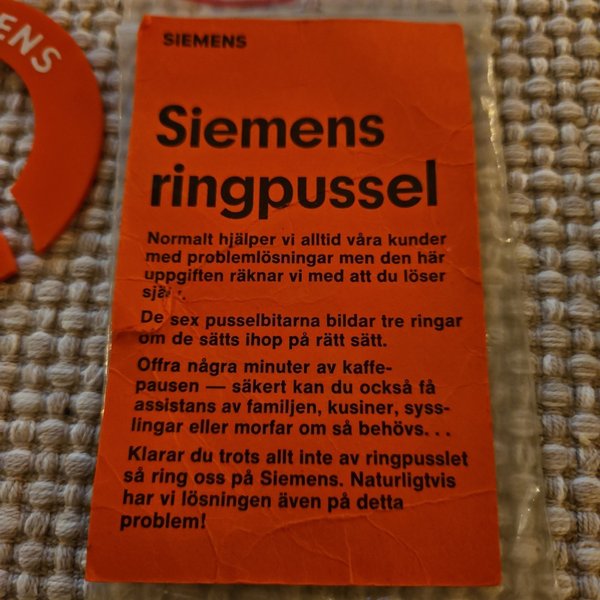 ENS
SIEMENS
Siemens
ringpussel
Normalt hjälper vi alltid våra kunder
med problemlösningar men den här
uppgiften räknar vi med att du löser
De sex pusselbitarna bildar tre ringar
om de sätts ihop på rätt sätt.
Offra några minuter av kaffe-
pausen — säkert kan du också få
assistans av familjen, kusiner, syss-
lingar eller morfar om så behövs...
Klarar du trots allt inte av ringpusslet
så ring oss på Siemens. Naturligtvis
har vi lösningen även på detta
problem!